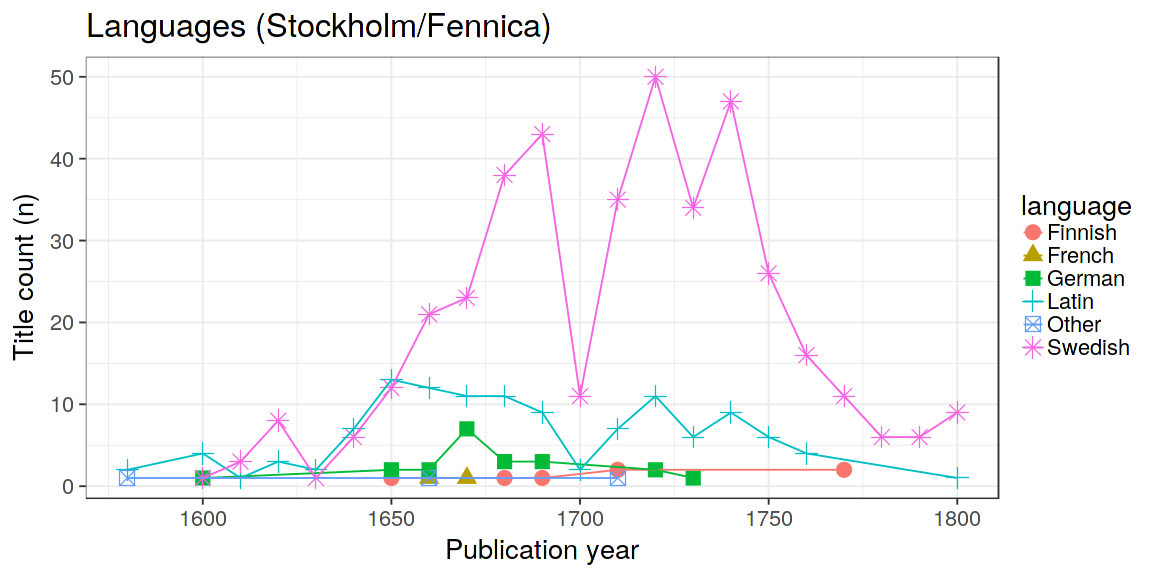 Languages (Stockholm/Fennica)
50
40
30
20
10
0
Title count (n)
1600 1650 1700 1750 1800
Publication year
language
Finnish
French
German
Latin
Other
Swedish